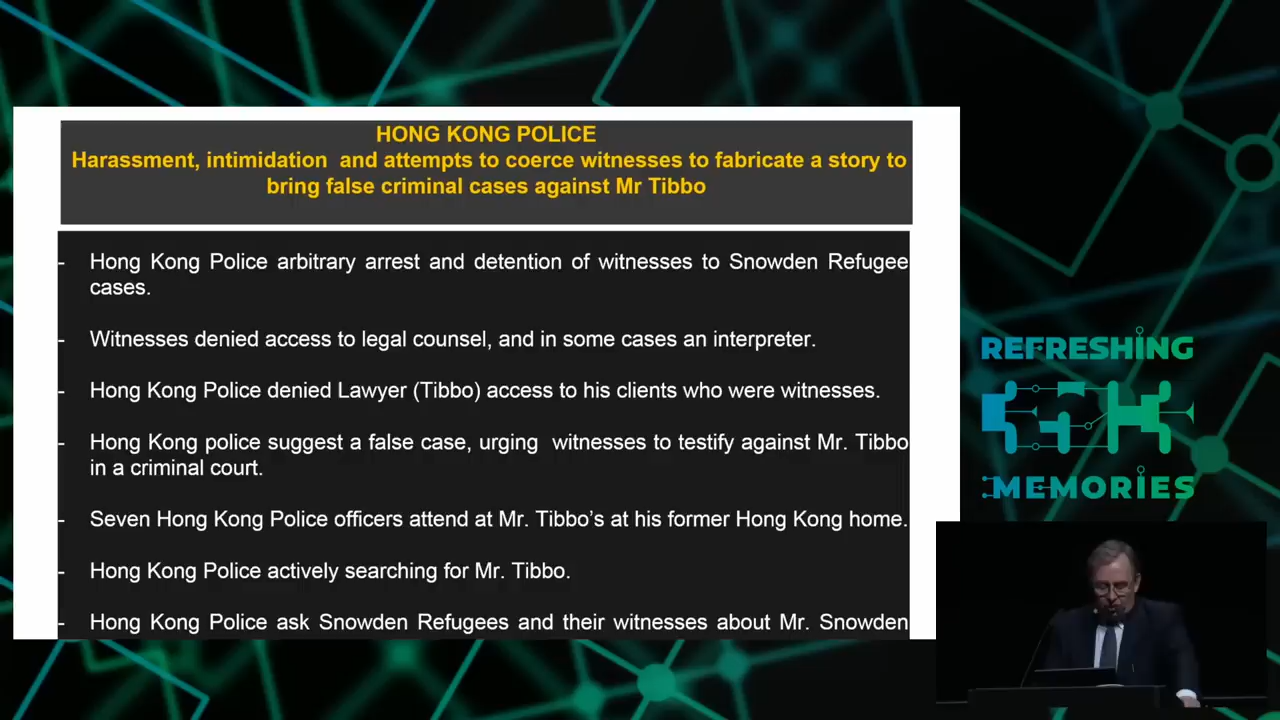 HONG KONG POLICE
Harassment, intimidation and attempts to coerce witnesses to fabricate a story to
bring false criminal cases against Mr Tibbo
- Hong Kong Police arbitrary arrest and detention of witnesses to Snowden Refugee
cases.
- Witnesses denied access to legal counsel, and in some cases an interpreter.
- Hong Kong Police denied Lawyer (Tibbo) access to his clients who were witnesses.
- Hong Kong police suggest a false case, urging witnesses to testify against Mr. Tibbo
in a criminal court.
- Seven Hong Kong Police officers attend at Mr. Tibbo’s at his former Hong Kong home.
- Hong Kong Police actively searching for Mr. Tibbo.
- Hong Kong Police ask Snowden Refugees and their witnesses about Mr. Snowden
REFRESHING
MEMORIES